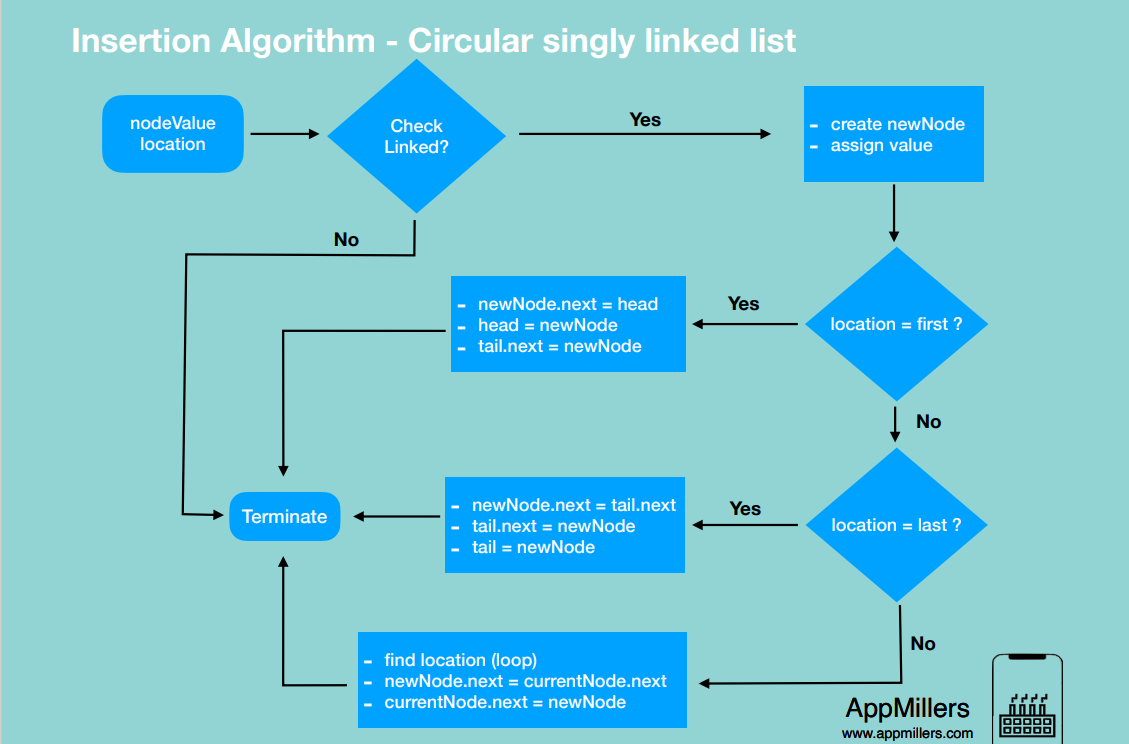 Insertion Algorithm - Circular singly linked list
nodeValue
location
Check
Linked?
Yes
- create newNode
- assign value
No
- newNode.next = head
- head = newNode
- tail.next = newNode
Yes
location = first ?
No
Terminate
- newNode.next = tail.next
- tail.next = newNode
- tail = newNode
Yes
location = last ?
No
- find location (loop)
- newNode.next = currentNode.next
- currentNode.next = newNode
AppMillers
www.appmillers.com